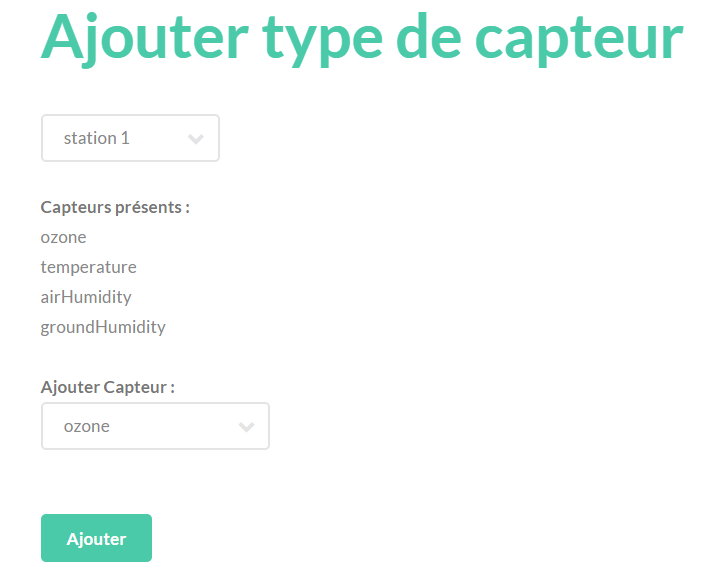 Ajouter type de capteur
station 1
Capteurs présents :
ozone
temperature
airHumidity
groundHumidity
Ajouter Capteur :
ozone
Ajouter